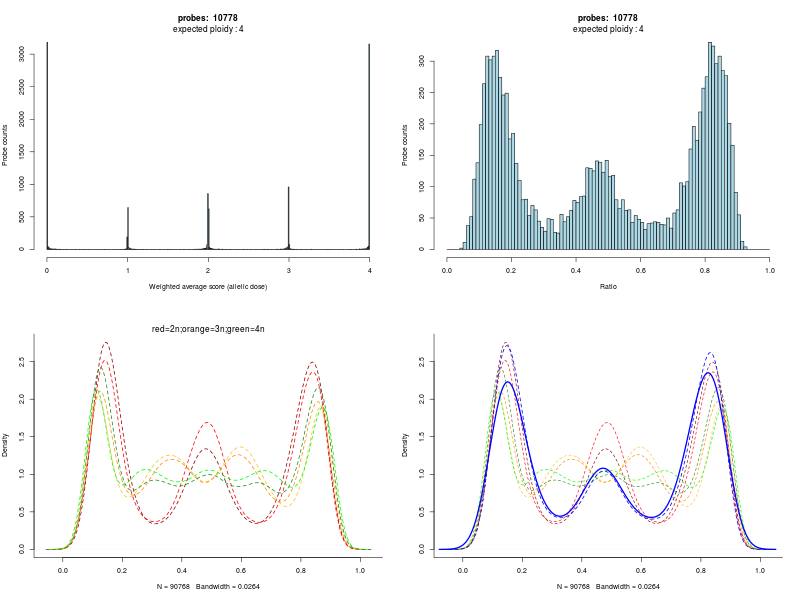 probes: 10778
expected ploidy : 4
Probe counts
0
500
1000
1500
2000
2500
3000
0 1 2 3 4
Weighted average score (allelic dose)
probes: 10778
expected ploidy : 4
Probe counts
0
50
100
150
200
250
300
0.0 0.2 0.4 0.6 0.8 1.0
Ratio
red=2n;orange=3n;green=4n
Density
0.0
0.5
1.0
1.5
2.0
2.5
0.0 0.2 0.4 0.6 0.8 1.0
N = 90768 Bandwidth = 0.0264
Density
0.0
0.5
1.0
1.5
2.0
2.5
0.0 0.2 0.4 0.6 0.8 1.0
N = 90768 Bandwidth = 0.0264